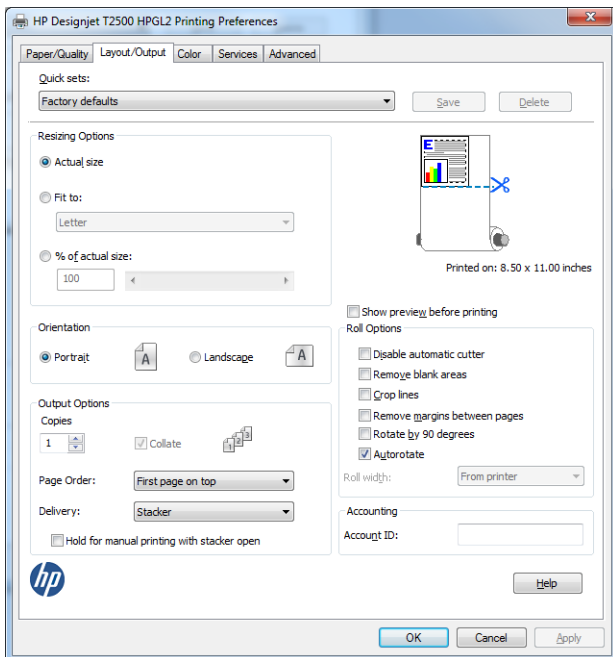 HP Designjet T2500 HPGL2 Printing Preferences
Paper/Quality Layout/Output Color Services Advanced
Quick sets:
Factory defaults
Save Delete
Resizing Options
Actual size
Fit to:
Letter
% of actual size:
100
E
Printed on: 8.50 x 11.00 inches
Show preview before printing
Orientation
Portrait
A
Landscape
A
Roll Options
Disable automatic cutter
Remove blank areas
Crop lines
Remove margins between pages
Rotate by 90 degrees
Autorotate
Roll width: From printer
Output Options
Copies
1
Collate
1 2 3
Page Order: First page on top
Delivery: Stacker
Hold for manual printing with stacker open
Accounting
Account ID:
hp
Help
OK Cancel Apply